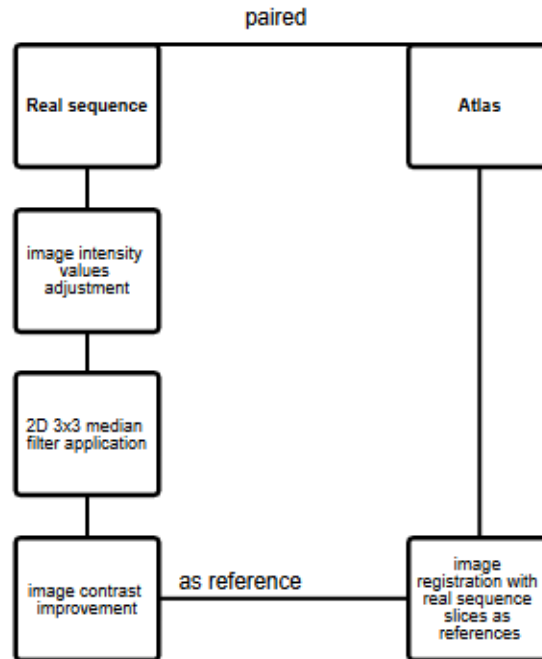 paired
Real sequence
Atlas
image intensity
values
adjustment
2D 3x3 median
filter application
image contrast
improvement
as reference
image
registration with
real sequence
slices as
references